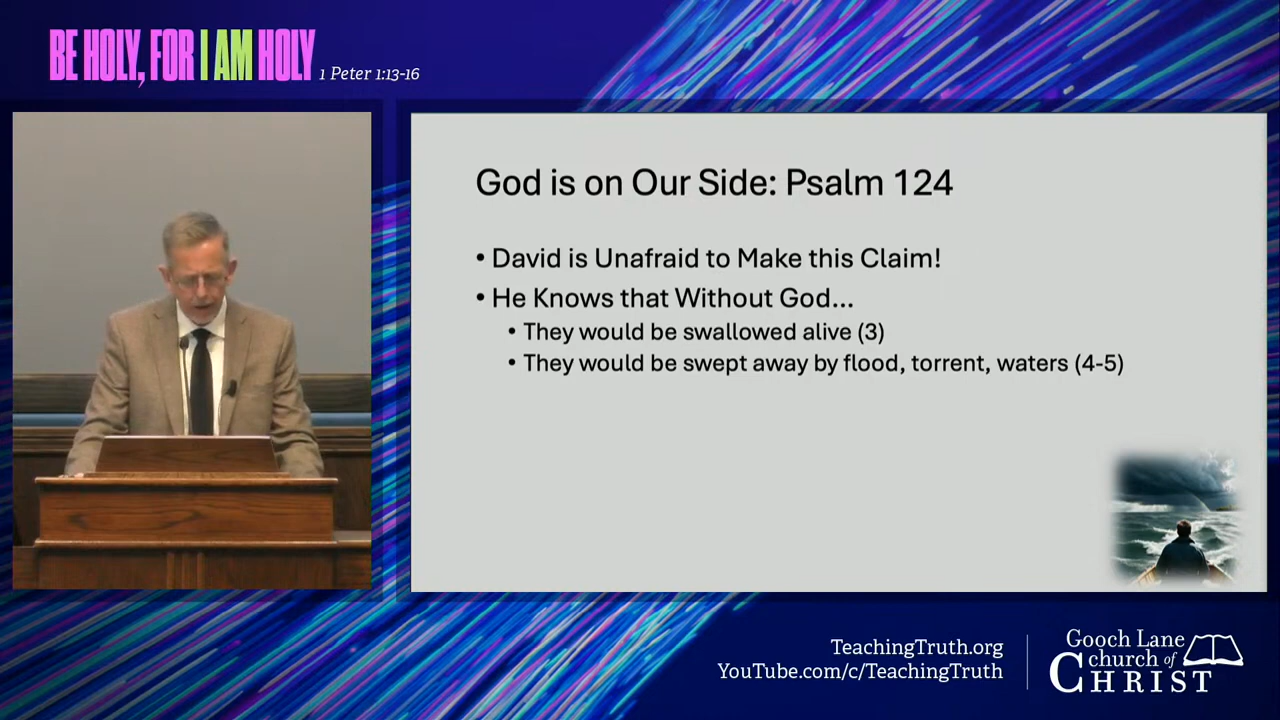 BE HOLY, FOR I AM HOLY 1 Peter 1:13-16
God is on Our Side: Psalm 124
• David is Unafraid to Make this Claim!
• He Knows that Without God...
• They would be swallowed alive (3)
• They would be swept away by flood, torrent, waters (4-5)
TeachingTruth.org
YouTube.com/c/TeachingTruth
Gooch Lane
church of
CHRIST